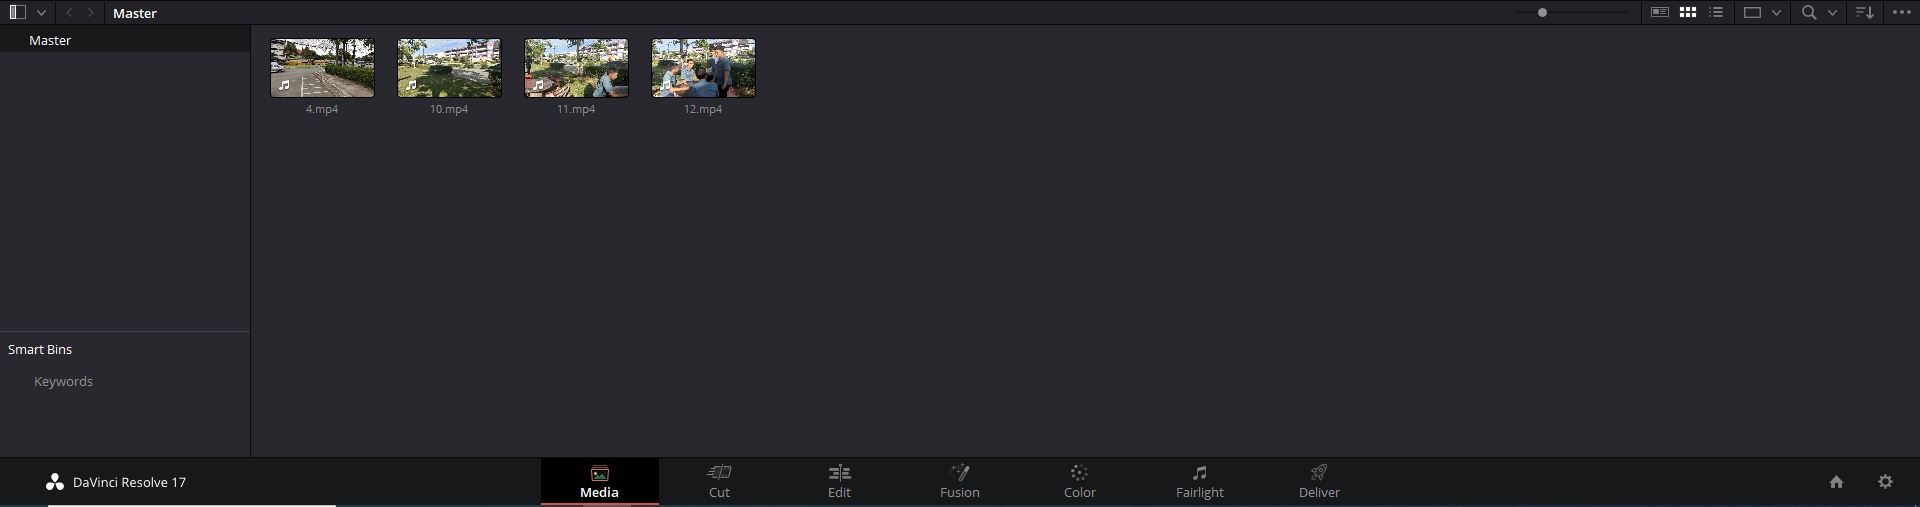 Master
Master
4.mp4
10.mp4
11.mp4
12.mp4
Smart Bins
Keywords
DaVinci Resolve 17
Media
Cut
Edit
Fusion
Color
Fairlight
Deliver